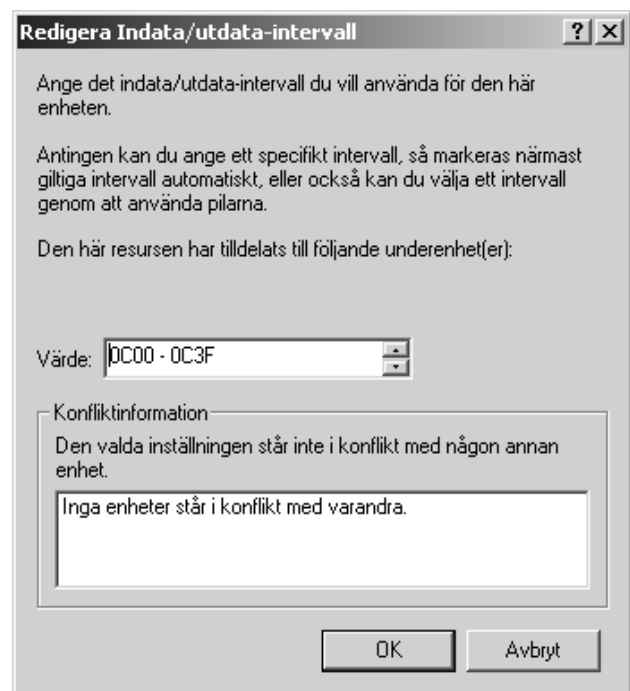 Redigera Indata/utdata-intervall
Ange det indata/utdata-intervall du vill använda för den här
enheten.
Antingen kan du ange ett specifikt intervall, så markeras närmast
giltiga intervall automatiskt, eller också kan du välja ett intervall
genom att använda pilarna.
Den här resursen har tilldelats till följande underenhet(er):
Värde: 0C00 - 0C3F
Konfliktinformation
Den valda inställningen står inte i konflikt med någon annan
enhet.
Inga enheter står i konflikt med varandra.
OK Avbryt